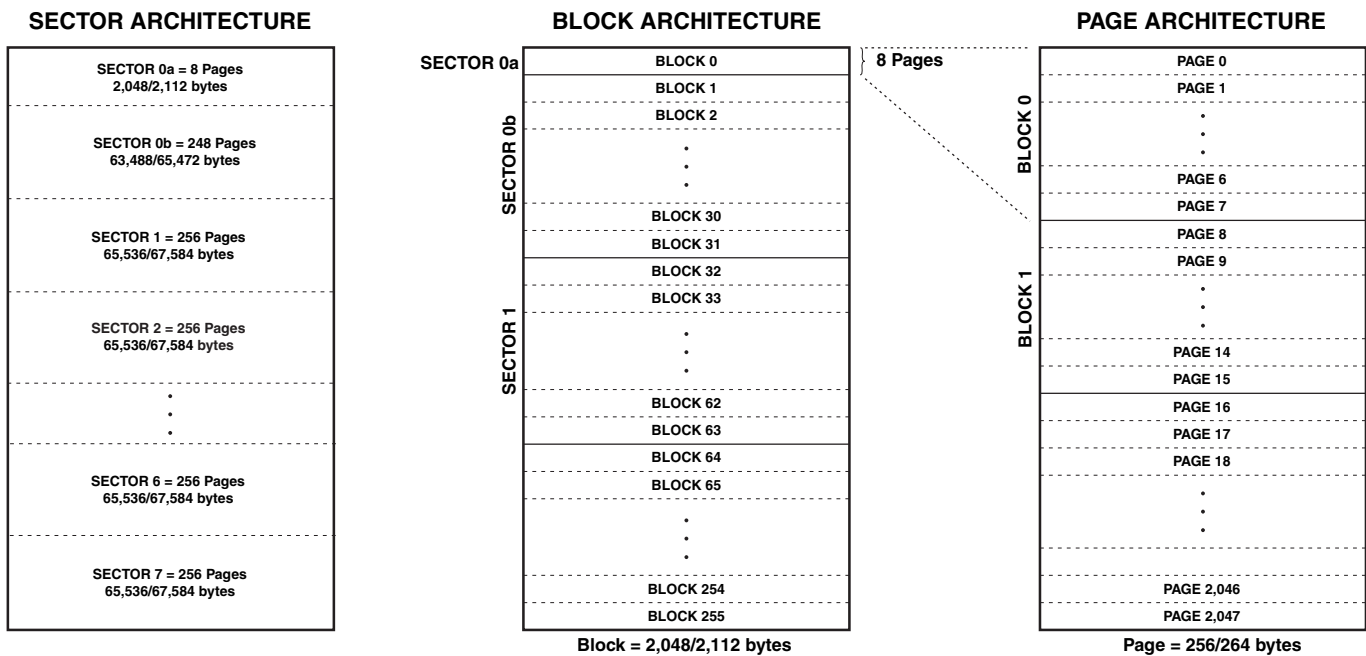 SECTOR ARCHITECTURE
SECTOR 0a = 8 Pages
2,048/2,112 bytes
SECTOR 0b = 248 Pages
63,488/65,472 bytes
SECTOR 1 = 256 Pages
65,536/67,584 bytes
SECTOR 2 = 256 Pages
65,536/67,584 bytes
SECTOR 6 = 256 Pages
65,536/67,584 bytes
SECTOR 7 = 256 Pages
65,536/67,584 bytes
BLOCK ARCHITECTURE
SECTOR 0a
SECTOR 0b
SECTOR 1
BLOCK 0
BLOCK 1
BLOCK 2
BLOCK 30
BLOCK 31
BLOCK 32
BLOCK 33
BLOCK 62
BLOCK 63
BLOCK 64
BLOCK 65
BLOCK 254
BLOCK 255
Block = 2,048/2,112 bytes
8 Pages
PAGE ARCHITECTURE
BLOCK 0
BLOCK 1
PAGE 0
PAGE 1
PAGE 6
PAGE 7
PAGE 8
PAGE 9
PAGE 14
PAGE 15
PAGE 16
PAGE 17
PAGE 18
PAGE 2,046
PAGE 2,047
Page = 256/264 bytes